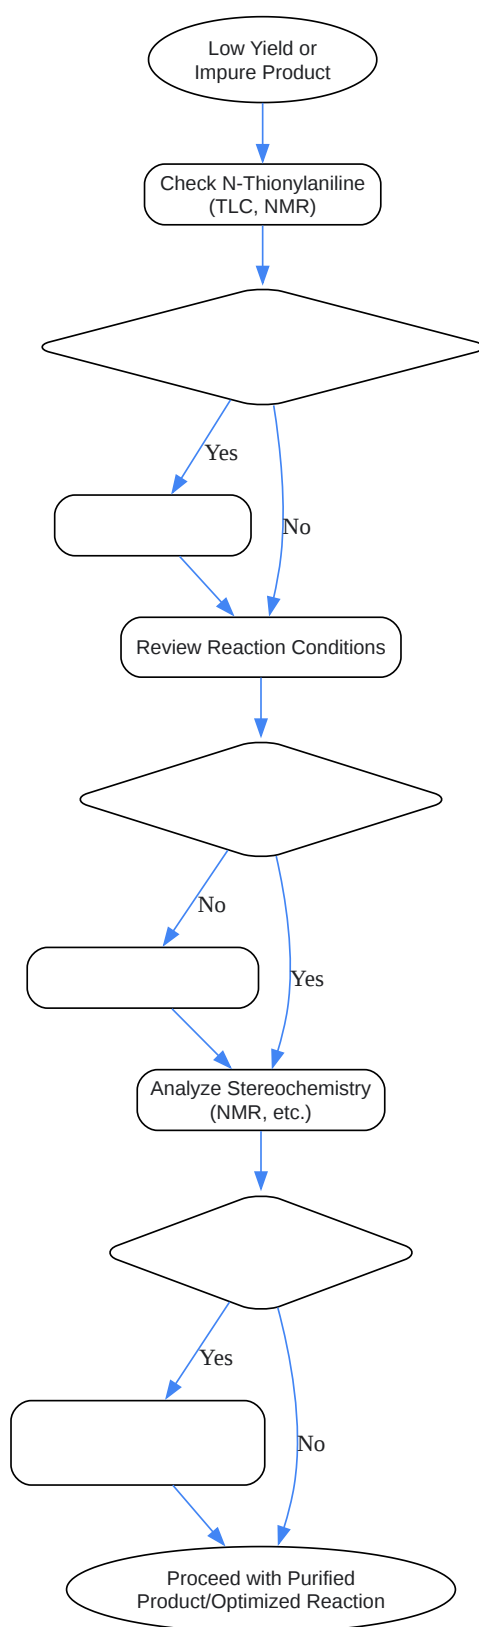 Low Yield or
Impure Product
Check N-Thionylaniline
(TLC, NMR)
Yes
No
Review Reaction Conditions
No
Yes
Analyze Stereochemistry
(NMR, etc.)
Yes
No
Proceed with Purified
Product/Optimized Reaction